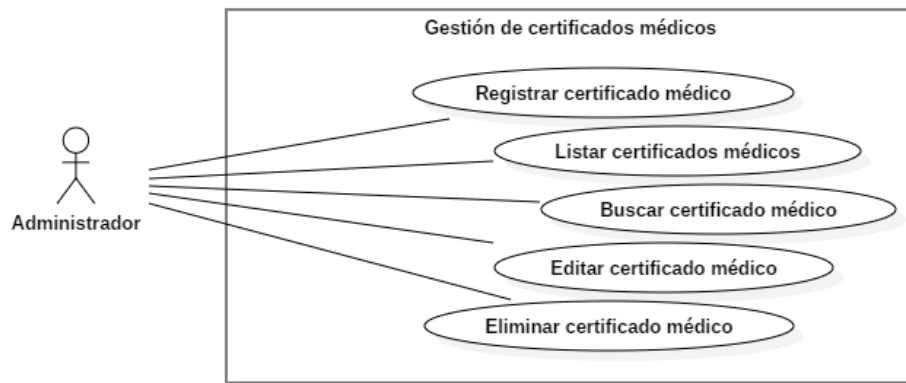 Gestión de certificados médicos
Registrar certificado médico
Listar certificados médicos
Buscar certificado médico
Administrador
Editar certificado médico
Eliminar certificado médico